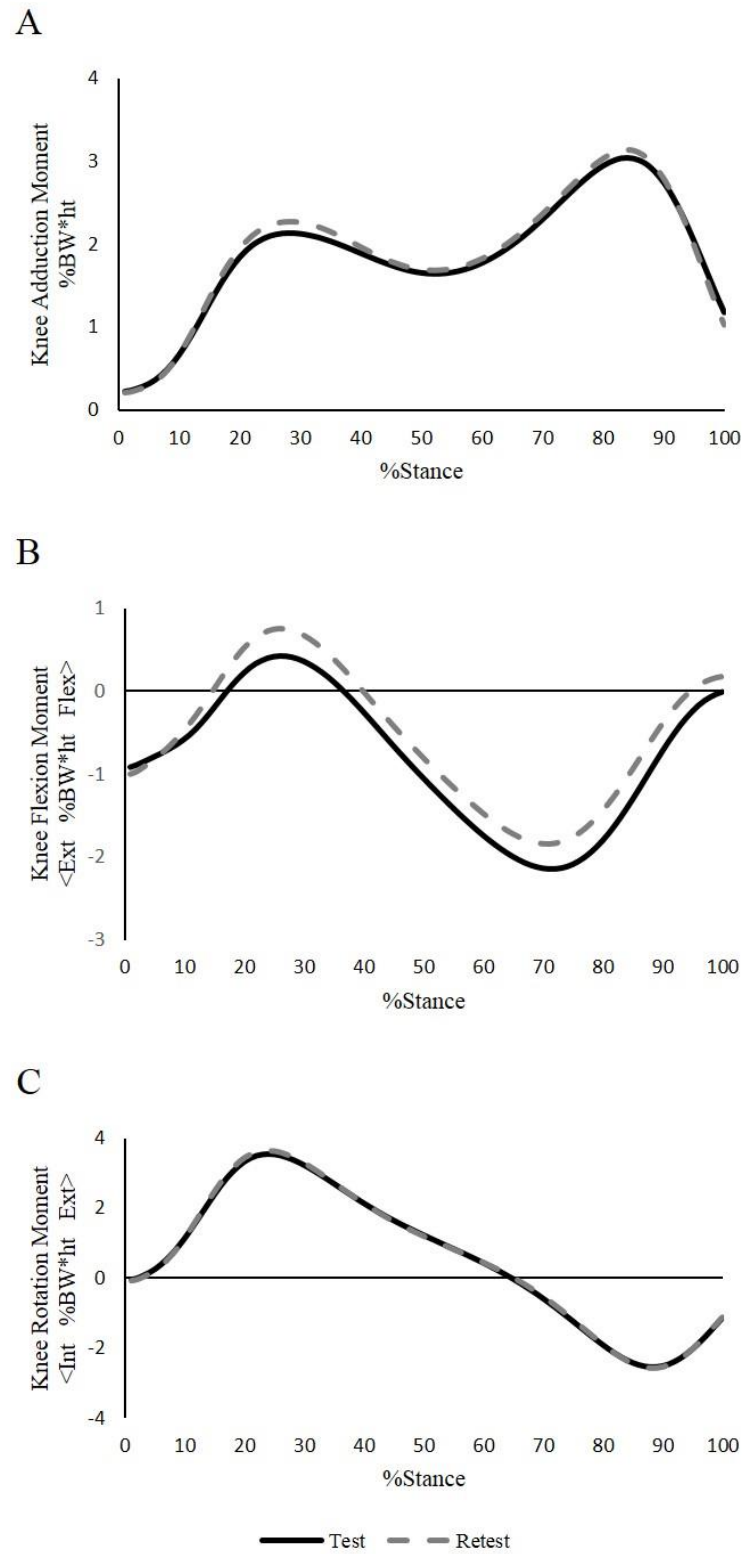 A
Knee Adduction Moment
%BW*ht
4
3
2
1
0
0 10 20 30 40 50 60 70 80 90 100
%Stance
B
Knee Flexion Moment
<Ext %BW*ht Flex>
1
0
-1
-2
-3
0 10 20 30 40 50 60 70 80 90 100
%Stance
C
Knee Rotation Moment
<Int %BW*ht Ext>
4
2
0
-2
-4
0 10 20 30 40 50 60 70 80 90 100
%Stance
Test Retest